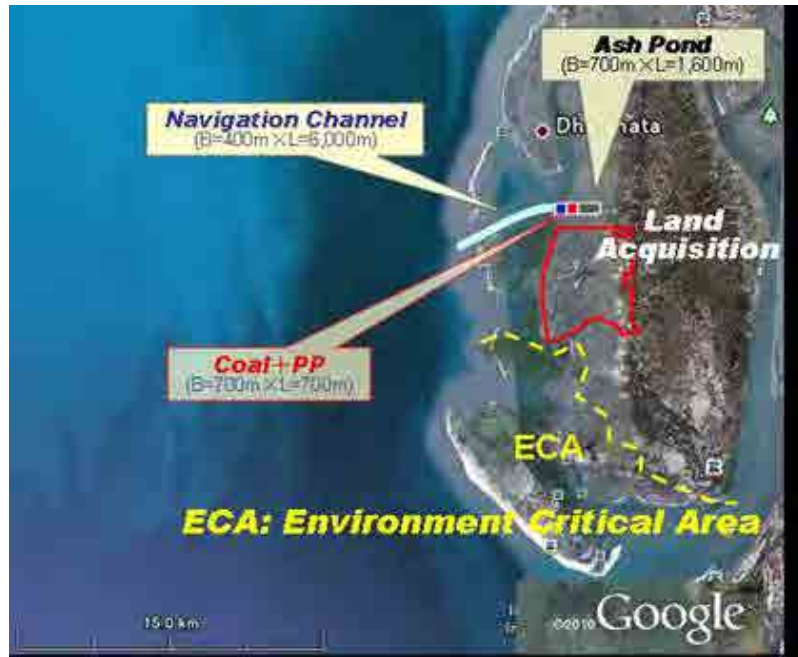 Ash Pond
(B=700m×L=1,600m)
Navigation Channel
(B=400m×L=6,000m)
Land
Acquisition
Coal+PP
(B=700m×L=700m)
ECA
ECA: Environment Critical Area
15.0 km
©2010 Google